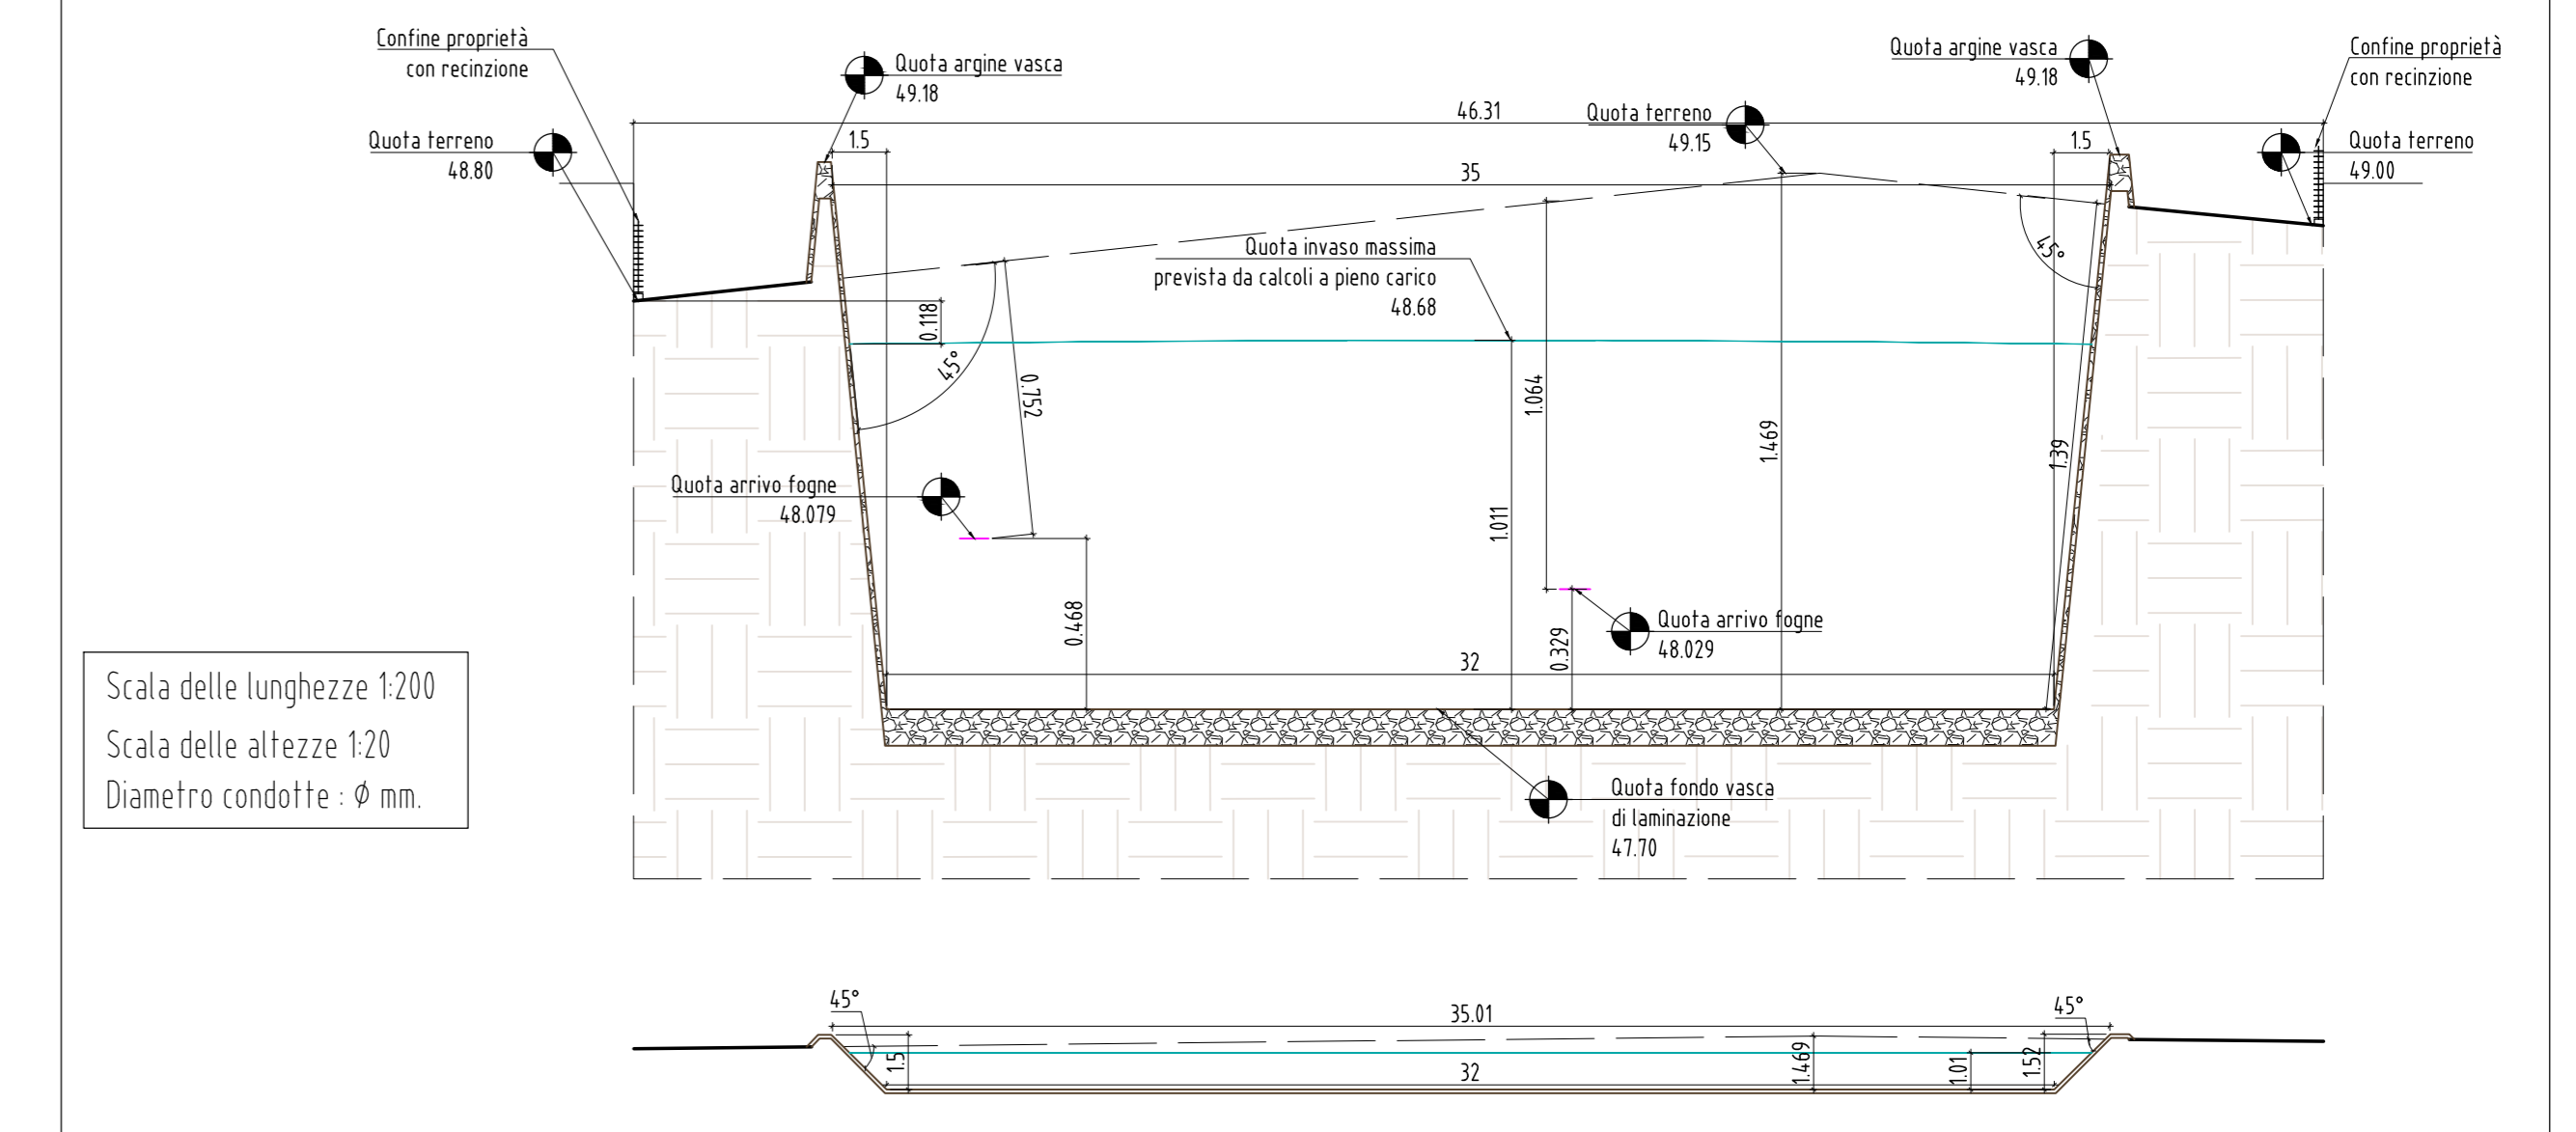 Confine proprietà
con recinzione
Quota argine vasca
49.18
Quota argine vasca
49.18
Confine proprietà
con recinzione
46.31
Quota terreno
49.15
Quota terreno
48.80
1.5
1.5
Quota terreno
49.00
35
Quota invaso massima
prevista da calcoli a pieno carico
48.68
45°
0.118
45°
0.752
1.064
1.469
1.39
Quota arrivo fogne
48.079
1.011
0.468
0.329
Quota arrivo fogne
48.029
32
Scala delle lunghezze 1:200
Scala delle altezze 1:20
Diametro condotte : Ø mm.
Quota fondo vasca
di laminazione
47.70
45°
35.01
45°
1.5
32
1.469
1.01
1.52